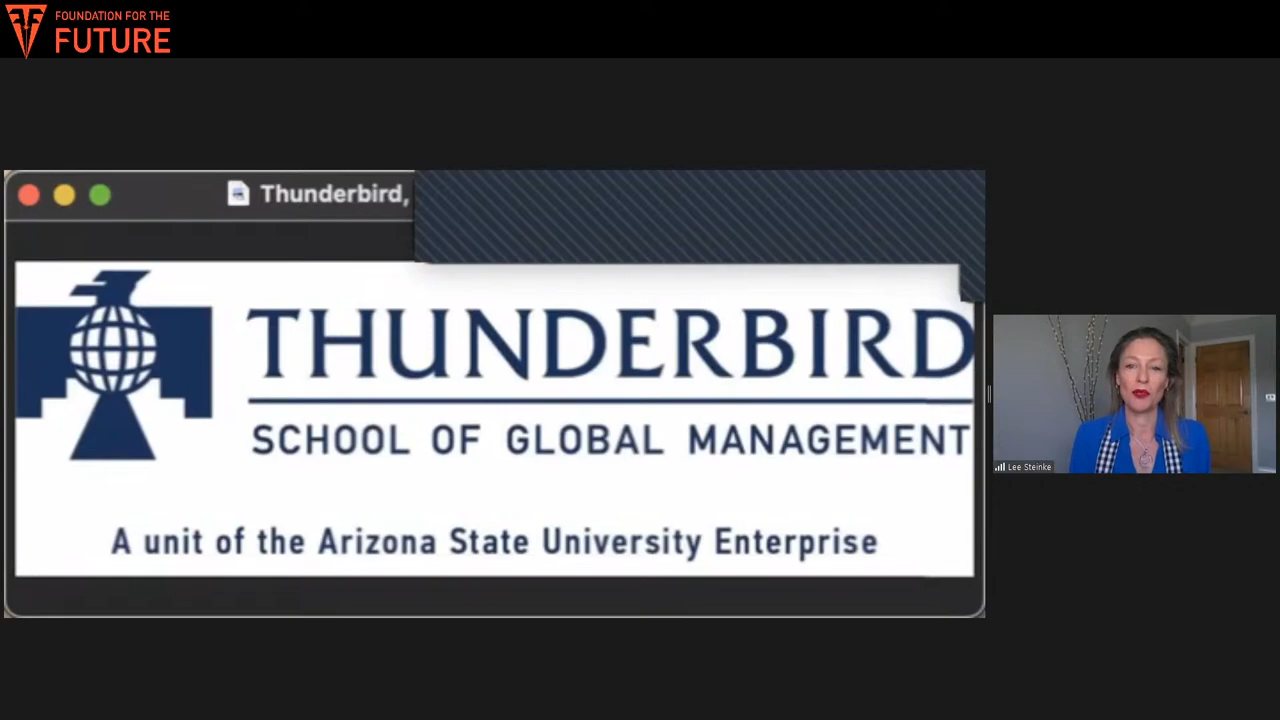 FOUNDATION FOR THE
FUTURE
Thunderbird,
THUNDERBIRD
SCHOOL OF GLOBAL MANAGEMENT
A unit of the Arizona State University Enterprise
Lee Steinke